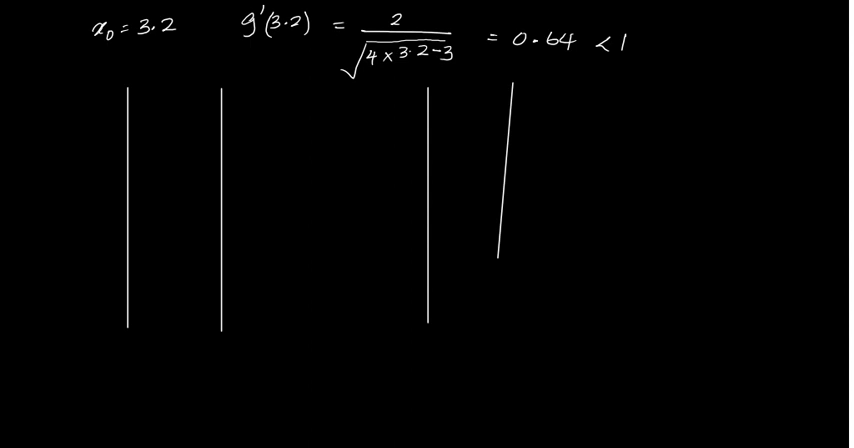 x₀ = 3.2 g'(3.2) = 2/√(4 × 3.2 - 3) = 0.64 < 1